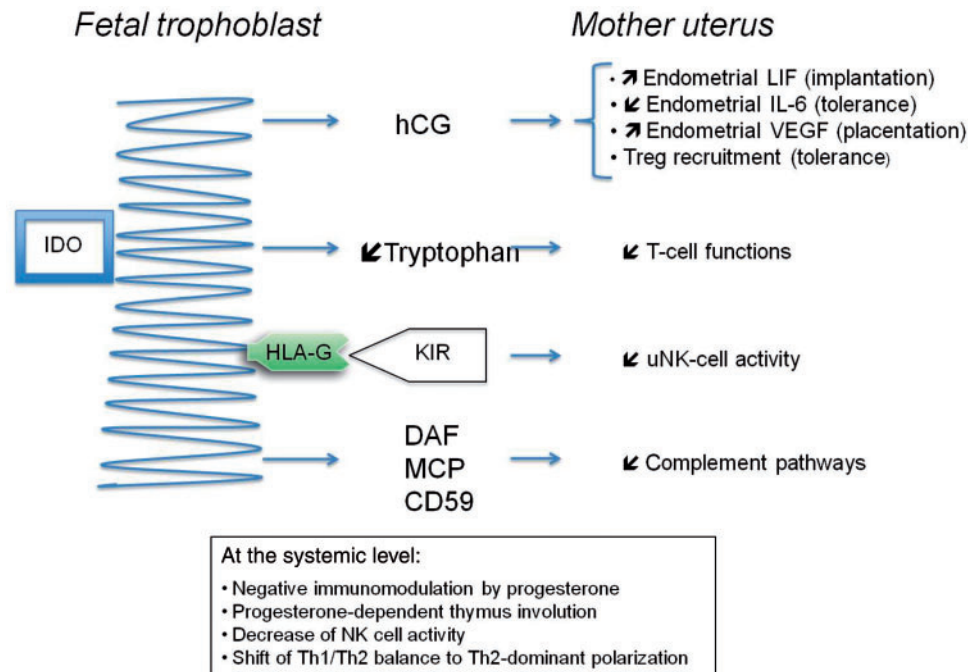 Fetal trophoblast
Mother uterus
hCG
• ↗ Endometrial LIF (implantation)
• ↙ Endometrial IL-6 (tolerance)
• ↗ Endometrial VEGF (placentation)
• Treg recruitment (tolerance)
IDO
↙ Tryptophan
↙ T-cell functions
HLA-G
KIR
↙ uNK-cell activity
DAF
MCP
CD59
↙ Complement pathways
At the systemic level:
• Negative immunomodulation by progesterone
• Progesterone-dependent thymus involution
• Decrease of NK cell activity
• Shift of Th1/Th2 balance to Th2-dominant polarization